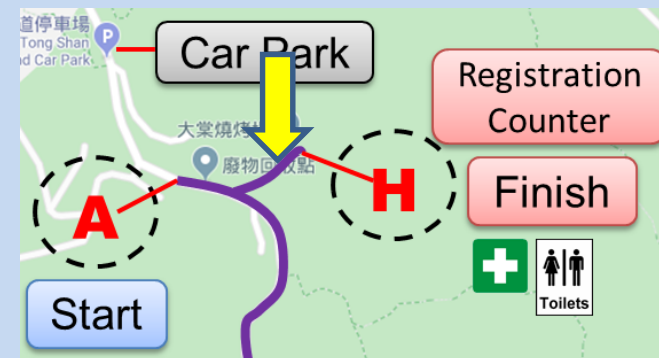 道停車場
P
Tong Shan
nd Car Park
Car Park
Registration
Counter
大棠燒烤
廢物回收點
A
H
Finish
Start
Toilets